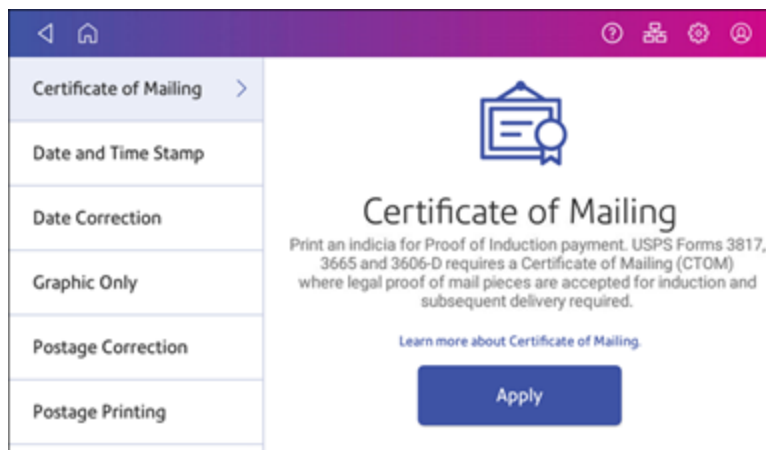 Certificate of Mailing
Date and Time Stamp
Date Correction
Graphic Only
Postage Correction
Postage Printing
Certificate of Mailing
Print an indicia for Proof of Induction payment. USPS Forms 3817,
3665 and 3606-D requires a Certificate of Mailing (CTOM)
where legal proof of mail pieces are accepted for induction and
subsequent delivery required.
Learn more about Certificate of Mailing.
Apply